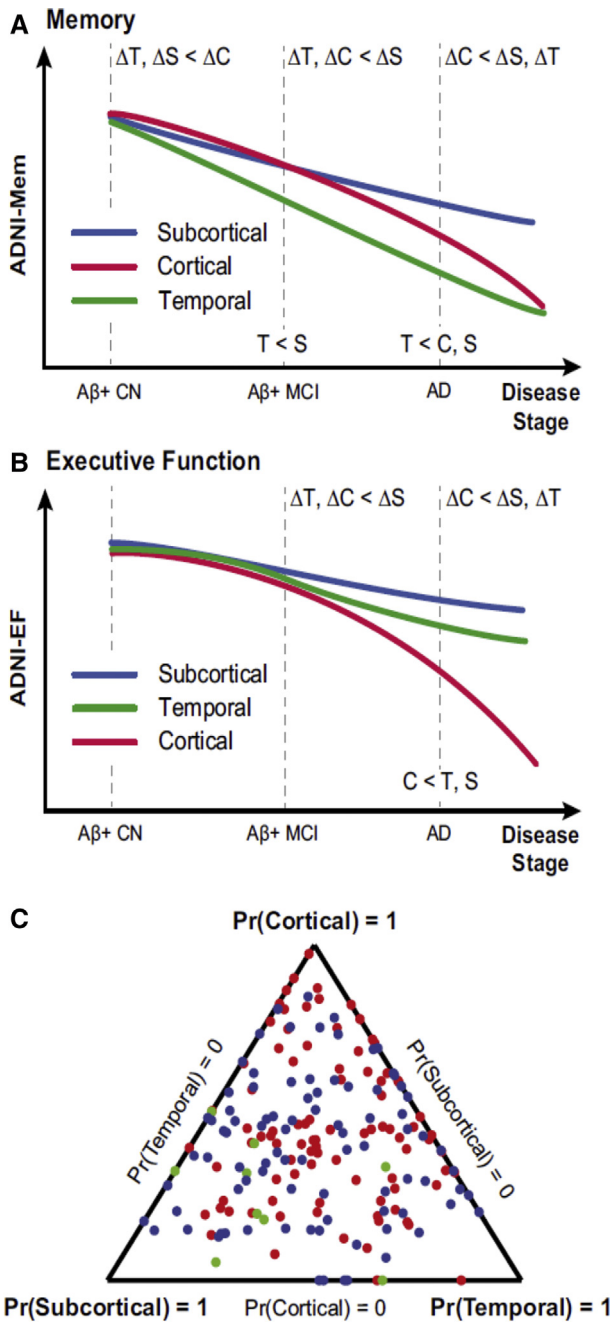 A Memory
ΔT, ΔS < ΔC
ΔT, ΔC < ΔS
ΔC < ΔS, ΔT
ADNI-Mem
Subcortical
Cortical
Temporal
T < S
T < C, S
Aβ+ CN
Aβ+ MCI
AD
Disease
Stage
B Executive Function
ΔT, ΔC < ΔS
ΔC < ΔS, ΔT
ADNI-EF
Subcortical
Temporal
Cortical
C < T, S
Aβ+ CN
Aβ+ MCI
AD
Disease
Stage
C
Pr(Cortical) = 1
Pr(Temporal) = 0
Pr(Subcortical) = 0
Pr(Subcortical) = 1
Pr(Cortical) = 0
Pr(Temporal) = 1